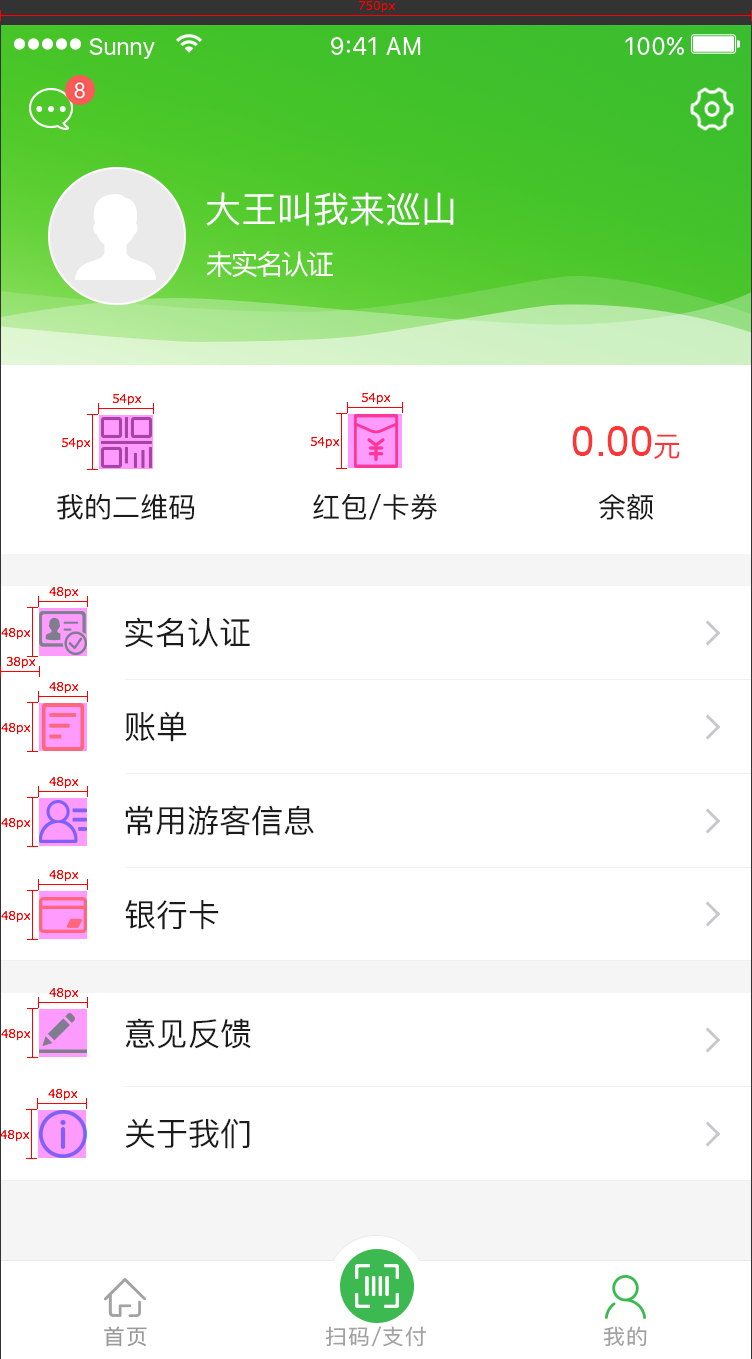 750px
Sunny 9:41 AM 100%
8
大王叫我来巡山
未实名认证
54px 54px
54px 54px 0.00元
我的二维码 红包/卡券 余额
48px
48px 实名认证
38px
48px
48px 账单
48px
48px 常用游客信息
48px
48px 银行卡
48px
48px 意见反馈
48px
48px 关于我们
首页 扫码/支付 我的